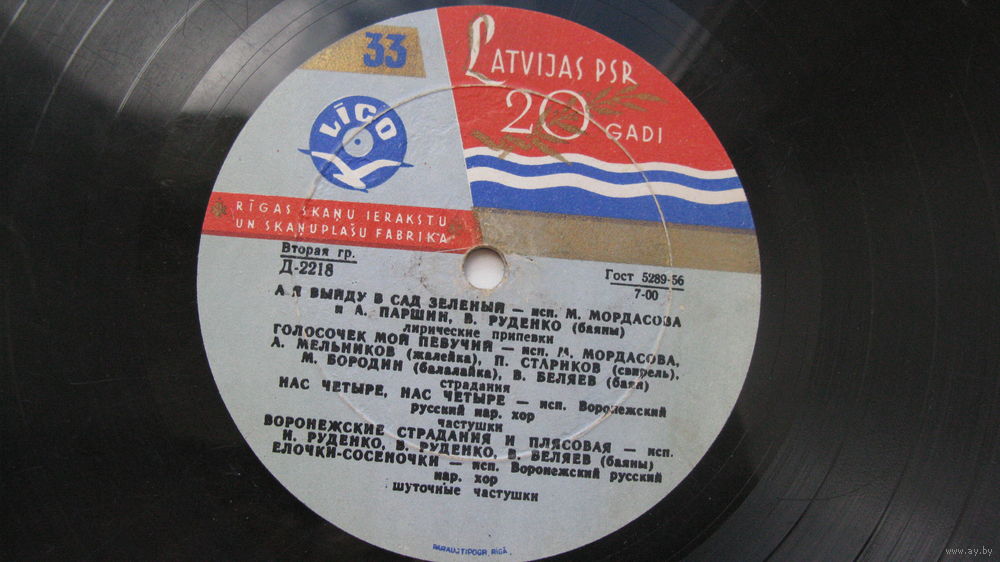 33
LATVIJAS PSR
20 GADI
LĪGO
RĪGAS SKAŅU IERAKSTU
UN SKAŅUPLAŠU FABRIKA
Вторая гр.
Д-2218
Гост 5289-56
7-00
А Я ВЫЙДУ В САД ЗЕЛЕНЫЙ — исп. М. МОРДАСОВА
и А. ПАРШИН, В. РУДЕНКО (баяны)
лирические припевки
ГОЛОСОЧЕК МОЙ ПЕВУЧИЙ — исп. М. МОРДАСОВА,
А. МЕЛЬНИКОВ (жалейка), П. СТАРИКОВ (свирель),
М. БОРОДИН (балалайка), В. БЕЛЯЕВ (баян)
страдания
НАС ЧЕТЫРЕ, НАС ЧЕТЫРЕ — исп. Воронежский
русский нар. хор
частушки
ВОРОНЕЖСКИЕ СТРАДАНИЯ И ПЛЯСОВАЯ — исп.
И. РУДЕНКО, В. РУДЕНКО, В. БЕЛЯЕВ (баяны)
ЕЛОЧКИ-СОСЕНОЧКИ — исп. Воронежский русский
нар. хор
шуточные частушки
PARAUGTIPOGR. RĪGĀ.
www.ay.by